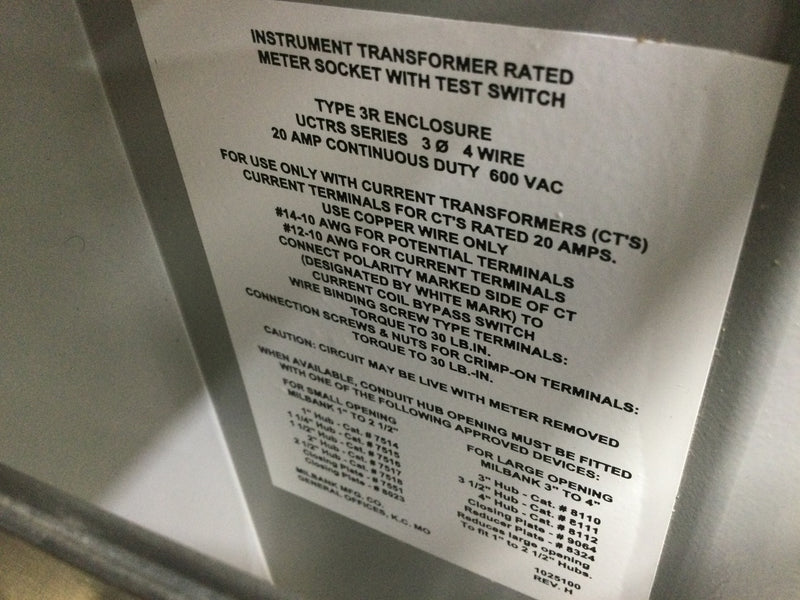 INSTRUMENT TRANSFORMER RATED
METER SOCKET WITH TEST SWITCH
TYPE 3R ENCLOSURE
UCTRS SERIES 3 Ø 4 WIRE
20 AMP CONTINUOUS DUTY 600 VAC
FOR USE ONLY WITH CURRENT TRANSFORMERS (CT'S)
CURRENT TERMINALS FOR CT'S RATED 20 AMPS.
USE COPPER WIRE ONLY
#14-10 AWG FOR POTENTIAL TERMINALS
#12-10 AWG FOR CURRENT TERMINALS
CONNECT POLARITY MARKED SIDE OF CT
(DESIGNATED BY WHITE MARK) TO
CURRENT COIL BYPASS SWITCH
WIRE BINDING SCREW TYPE TERMINALS:
TORQUE TO 30 LB.IN.
CONNECTION SCREWS & NUTS FOR CRIMP-ON TERMINALS:
TORQUE TO 30 LB.-IN.
CAUTION: CIRCUIT MAY BE LIVE WITH METER REMOVED
WHEN AVAILABLE, CONDUIT HUB OPENING MUST BE FITTED
WITH ONE OF THE FOLLOWING APPROVED DEVICES:
FOR SMALL OPENING
MILBANK 1" TO 2 1/2"
1" Hub - Cat. # 7514
1 1/4" Hub - Cat. # 7515
1 1/2" Hub - Cat. # 7516
2" Hub - Cat. # 7517
2 1/2" Hub - Cat. # 7518
Closing Plate - # 7551
Closing Plate - # 8023
MILBANK MFG. CO.
GENERAL OFFICES, K.C. MO
FOR LARGE OPENING
MILBANK 3" TO 4"
3" Hub - Cat. # 8110
3 1/2" Hub - Cat. # 8111
4" Hub - Cat. # 8112
Closing Plate - # 9064
Reducer Plate - # 8324
Reduces large opening
To fit 1" to 2 1/2" Hubs.
1025100
REV. H